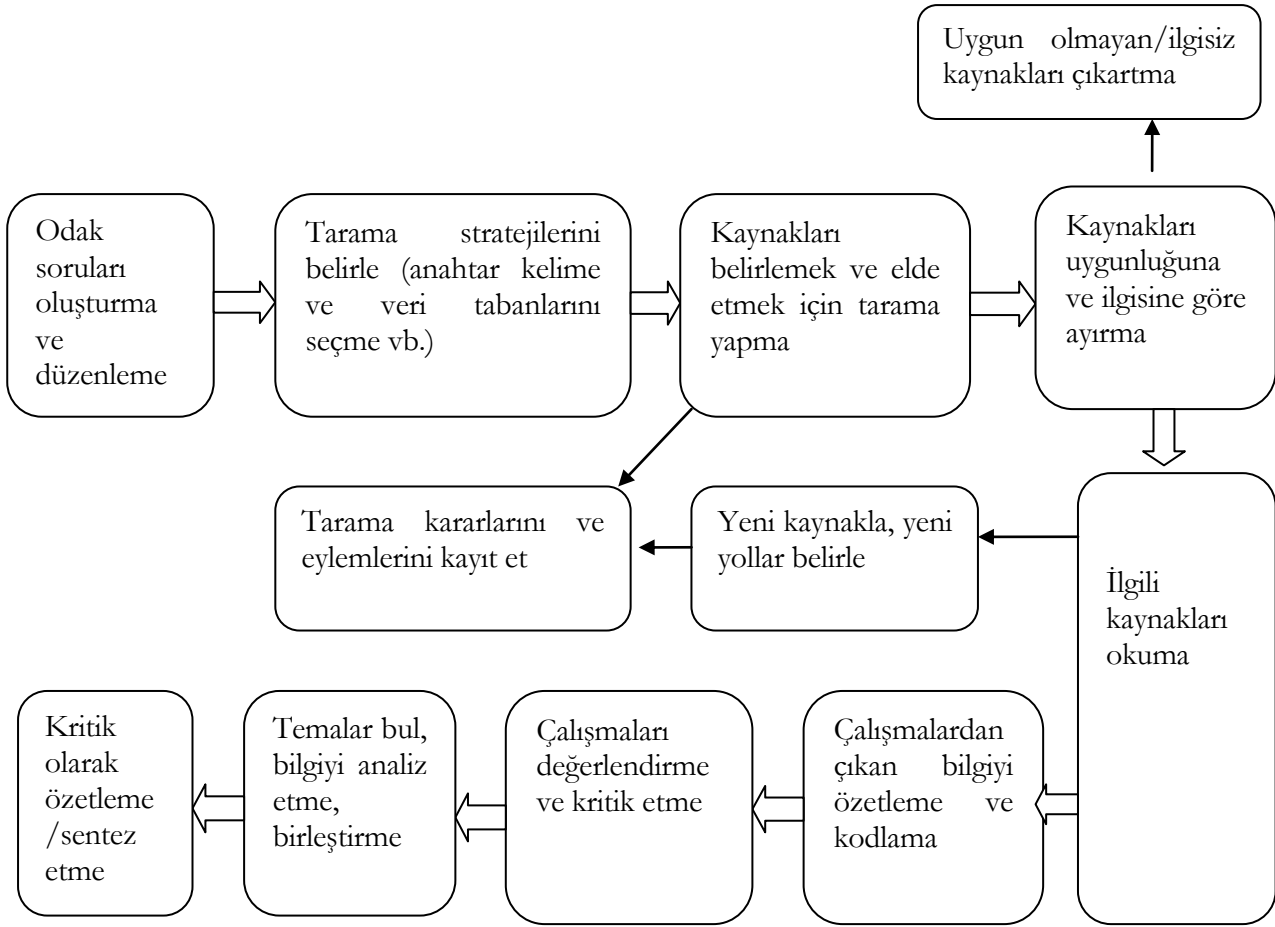 Uygun olmayan/ilgisiz
kaynakları çıkartma
Odak
soruları
oluşturma
ve
düzenleme
Tarama stratejilerini
belirle (anahtar kelime
ve veri tabanlarını
seçme vb.)
Kaynakları
belirlemek ve elde
etmek için tarama
yapma
Kaynakları
uygunluğuna
ve ilgisine göre
ayırma
Tarama kararlarını ve
eylemlerini kayıt et
Yeni kaynakla, yeni
yollar belirle
İlgili
kaynakları
okuma
Kritik
olarak
özetleme
/sentez
etme
Temalar bul,
bilgiyi analiz
etme,
birleştirme
Çalışmaları
değerlendirme
ve kritik etme
Çalışmalardan
çıkan bilgiyi
özetleme ve
kodlama